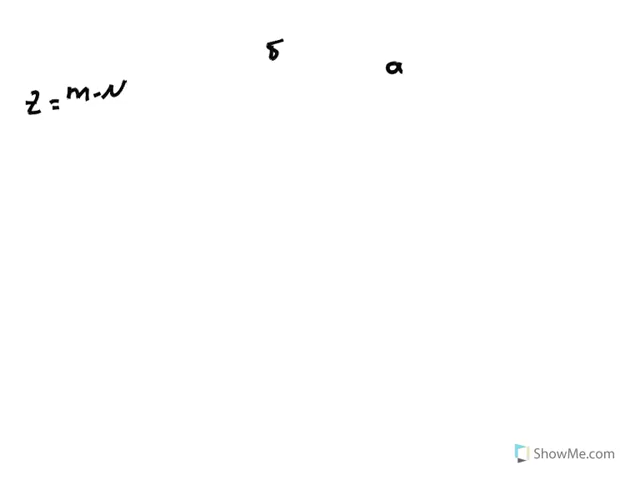 σ a
z = m - μ
ShowMe.com